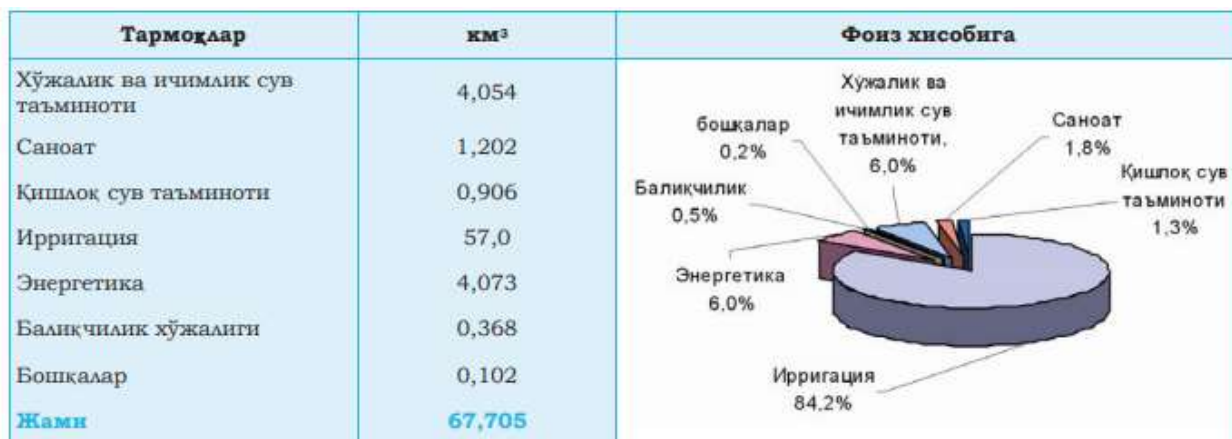 Тармоқлар
км³
Фоиз хисобига
Хўжалик ва ичимлик сув
таъминоти
4,054
Саноат
1,202
Қишлоқ сув таъминоти
0,906
Ирригация
57,0
Энергетика
4,073
Балиқчилик хўжалиги
0,368
Бошқалар
0,102
Жами
67,705
Хўжалик ва
ичимлик сув
таъминоти,
6,0%
бошқалар
0,2%
Саноат
1,8%
Балиқчилик
0,5%
Қишлоқ сув
таъминоти
1,3%
Энергетика
6,0%
Ирригация
84,2%